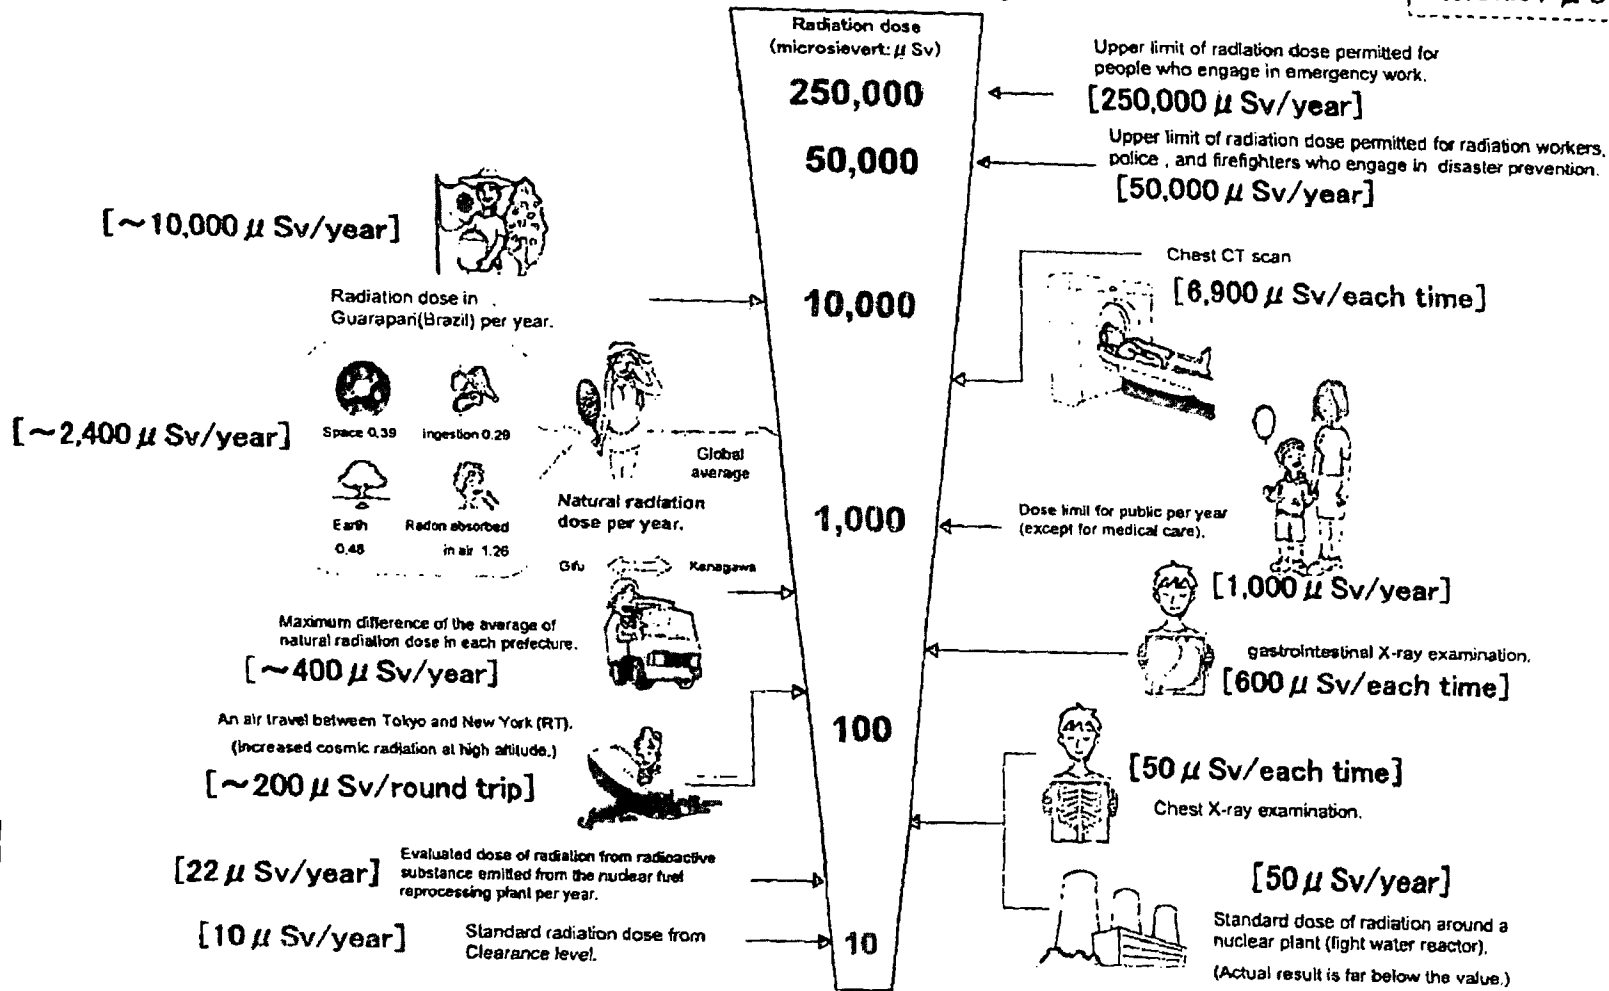 Radiation dose
(microsievert: μ Sv)
250,000
50,000
10,000
1,000
100
10
Upper limit of radiation dose permitted for
people who engage in emergency work.
[250,000 μ Sv/year]
Upper limit of radiation dose permitted for radiation workers,
police , and firefighters who engage in disaster prevention.
[50,000 μ Sv/year]
[~10,000 μ Sv/year]
Radiation dose in
Guarapari(Brazil) per year.
Chest CT scan
[6,900 μ Sv/each time]
[~2,400 μ Sv/year]
Space 0.39
ingestion 0.29
Earth
0.48
Radon absorbed
in air 1.26
Global
average
Natural radiation
dose per year.
Dose limit for public per year
(except for medical care).
[1,000 μ Sv/year]
Gifu
Kanagawa
Maximum difference of the average of
natural radiation dose in each prefecture.
[~400 μ Sv/year]
gastrointestinal X-ray examination.
[600 μ Sv/each time]
An air travel between Tokyo and New York (RT).
(Increased cosmic radiation at high altitude.)
[~200 μ Sv/round trip]
[50 μ Sv/each time]
Chest X-ray examination.
[22 μ Sv/year]
Evaluated dose of radiation from radioactive
substance emitted from the nuclear fuel
reprocessing plant per year.
[50 μ Sv/year]
Standard dose of radiation around a
nuclear plant (light water reactor).
(Actual result is far below the value.)
[10 μ Sv/year]
Standard radiation dose from
Clearance level.